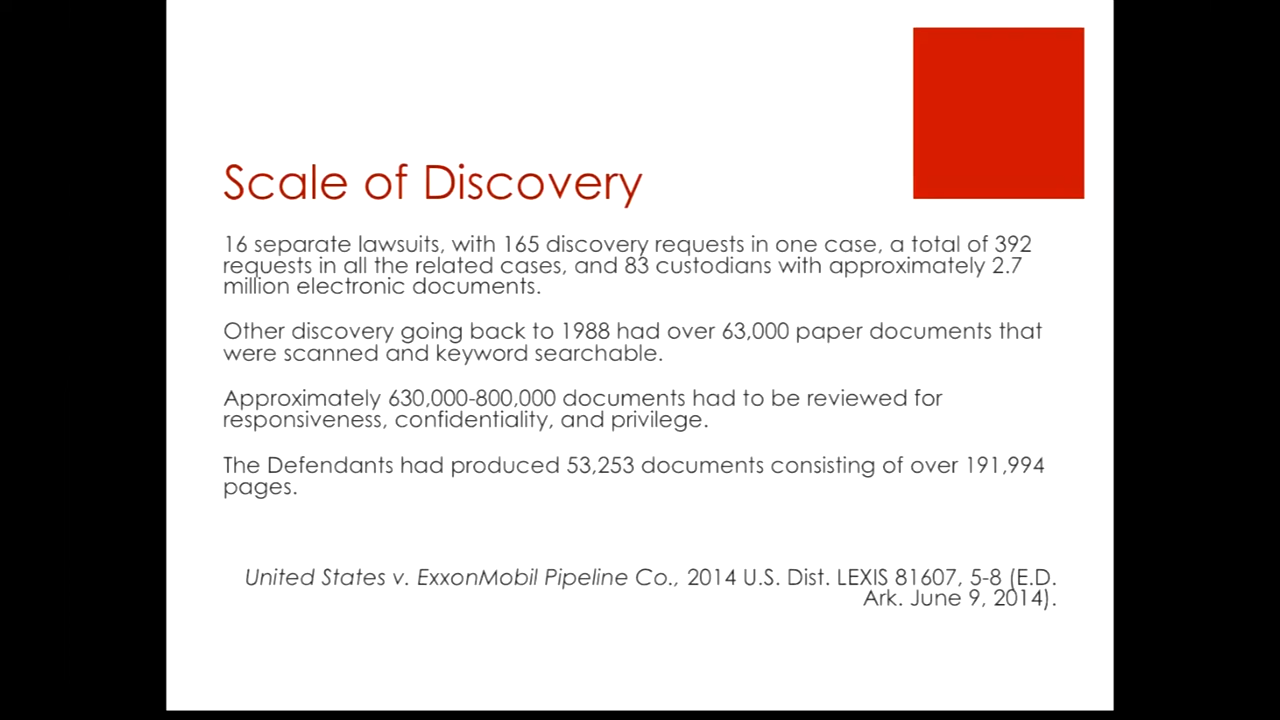 Scale of Discovery
16 separate lawsuits, with 165 discovery requests in one case, a total of 392
requests in all the related cases, and 83 custodians with approximately 2.7
million electronic documents.
Other discovery going back to 1988 had over 63,000 paper documents that
were scanned and keyword searchable.
Approximately 630,000-800,000 documents had to be reviewed for
responsiveness, confidentiality, and privilege.
The Defendants had produced 53,253 documents consisting of over 191,994
pages.
United States v. ExxonMobil Pipeline Co., 2014 U.S. Dist. LEXIS 81607, 5-8 (E.D.
Ark. June 9, 2014).